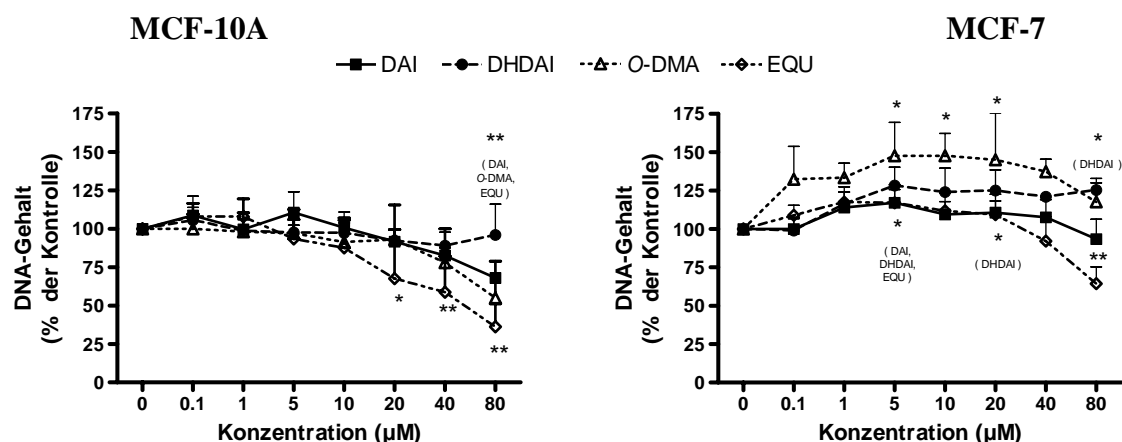 MCF-10A MCF-7
DAI DHDAI O-DMA EQU
DNA-Gehalt
(% der Kontrolle)
175
150
125
100
75
50
25
0
**
( DAI,
O-DMA,
EQU )
*
**
**
0 0.1 1 5 10 20 40 80
Konzentration (µM)
DNA-Gehalt
(% der Kontrolle)
175
150
125
100
75
50
25
0
* * * *
( DHDAI )
*
( DAI,
DHDAI,
EQU )
*
( DHDAI )
**
0 0.1 1 5 10 20 40 80
Konzentration (µM)